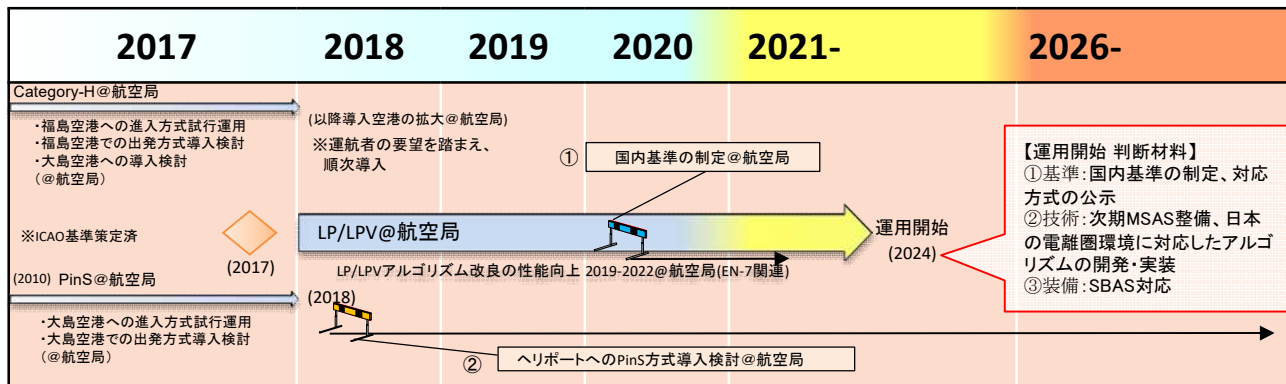 2017
2018
2019
2020
2021-
2026-
Category-H@航空局
・福島空港への進入方式試行運用
・福島空港での出発方式導入検討
・大島空港への導入検討
(@航空局)
(以降導入空港の拡大@航空局)
※運航者の要望を踏まえ、
順次導入
①
国内基準の制定@航空局
※ICAO基準策定済
(2017)
LP/LPV@航空局
運用開始
(2024)
LP/LPVアルゴリズム改良の性能向上 2019-2022@航空局(EN-7関連)
【運用開始 判断材料】
①基準:国内基準の制定、対応
方式の公示
②技術:次期MSAS整備、日本
の電離圏環境に対応したアルゴ
リズムの開発・実装
③装備:SBAS対応
(2010) PinS@航空局
(2018)
・大島空港への進入方式試行運用
・大島空港での出発方式導入検討
(@航空局)
②
ヘリポートへのPinS方式導入検討@航空局